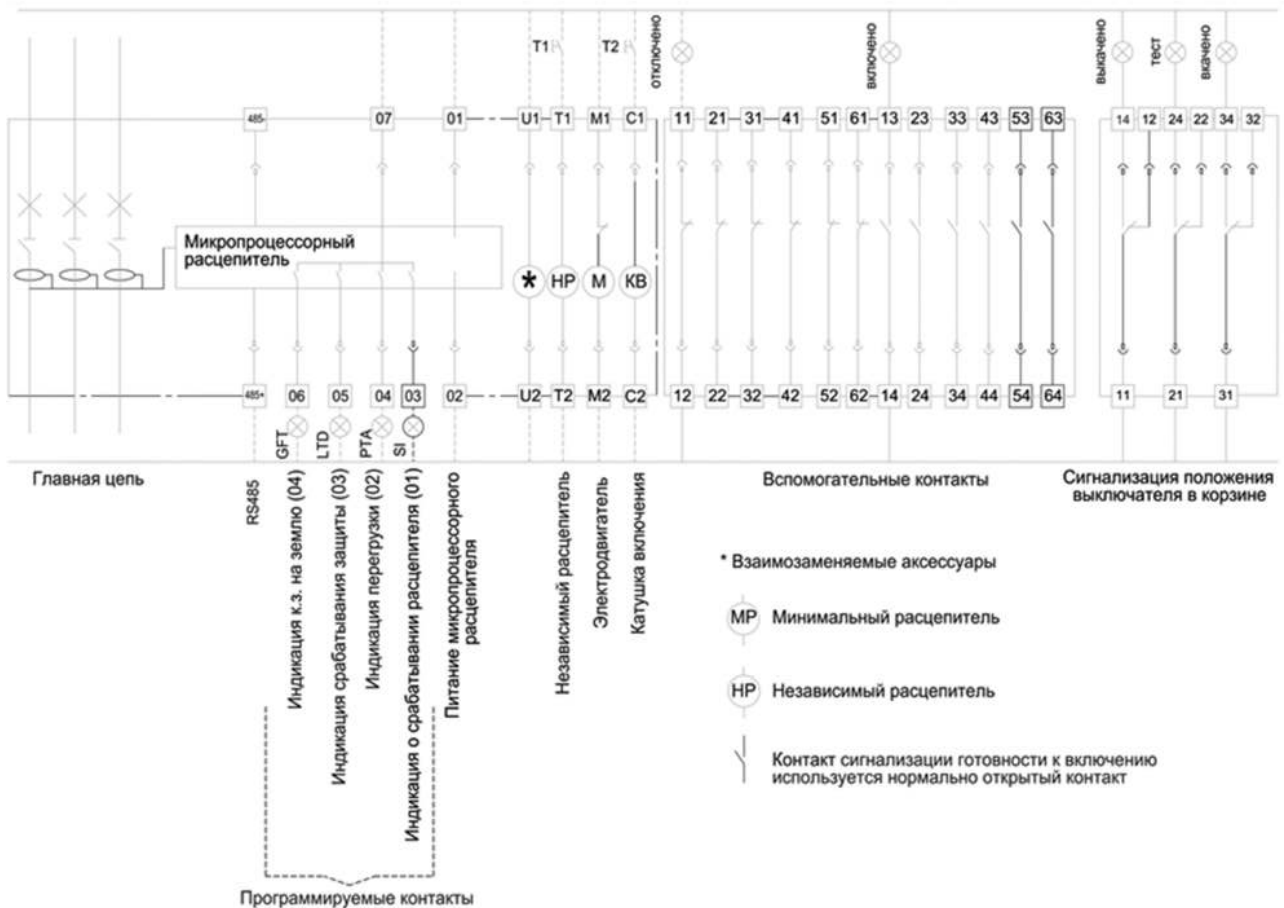 T1
T2
отключено
включено
выкачено
тест
вкачено
485-
07
01
U1
T1
M1
C1
11
21
31
41
51
61
13
23
33
43
53
63
14
12
24
22
34
32
Микропроцессорный
расцепитель
*
НР
М
КВ
485+
06
05
04
03
02
U2
T2
M2
C2
12
22
32
42
52
62
14
24
34
44
54
64
11
21
31
GFT
LTD
PTA
SI
Главная цепь
RS485
Индикация к.з. на землю (04)
Индикация срабатывания защиты (03)
Индикация перегрузки (02)
Индикация о срабатывании расцепителя (01)
Питание микропроцессорного
расцепителя
Независимый расцепитель
Электродвигатель
Катушка включения
Вспомогательные контакты
Сигнализация положения
выключателя в корзине
* Взаимозаменяемые аксессуары
МР
Минимальный расцепитель
НР
Независимый расцепитель
Контакт сигнализации готовности к включению
используется нормально открытый контакт
Программируемые контакты